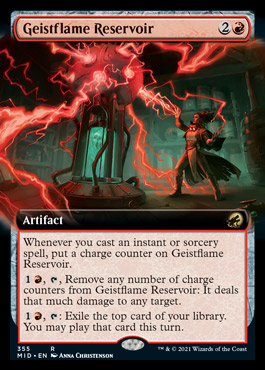 Geistflame Reservoir 2
Artifact
Whenever you cast an instant or sorcery
spell, put a charge counter on Geistflame
Reservoir.
1 , , Remove any number of charge
counters from Geistflame Reservoir: It deals
that much damage to any target.
1 , : Exile the top card of your library.
You may play that card this turn.
355 R
MID • EN Anna Christenson
™ & © 2021 Wizards of the Coast